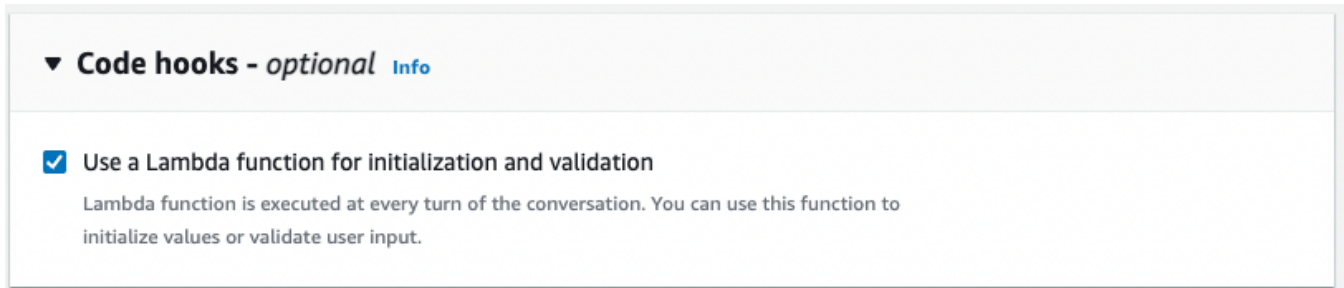 Code hooks - optional Info
Use a Lambda function for initialization and validation
Lambda function is executed at every turn of the conversation. You can use this function to
initialize values or validate user input.